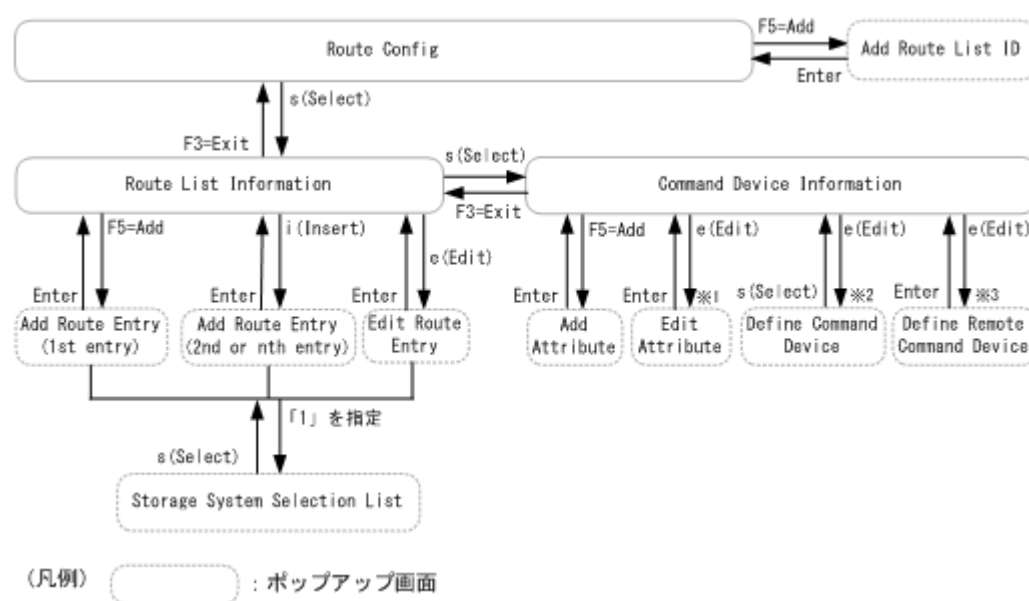 F5=Add
Route Config
Add Route List ID
Enter
s(Select)
F3=Exit
s(Select)
Route List Information
Command Device Information
F3=Exit
F5=Add
i(Insert)
e(Edit)
F5=Add
e(Edit)
e(Edit)
e(Edit)
Enter
Enter
Enter
Enter
Enter
※1
s(Select)
※2
Enter
※3
Add Route Entry
(1st entry)
Add Route Entry
(2nd or nth entry)
Edit Route
Entry
Add
Attribute
Edit
Attribute
Define Command
Device
Define Remote
Command Device
「1」を指定
s(Select)
Storage System Selection List
(凡例)
:ポップアップ画面